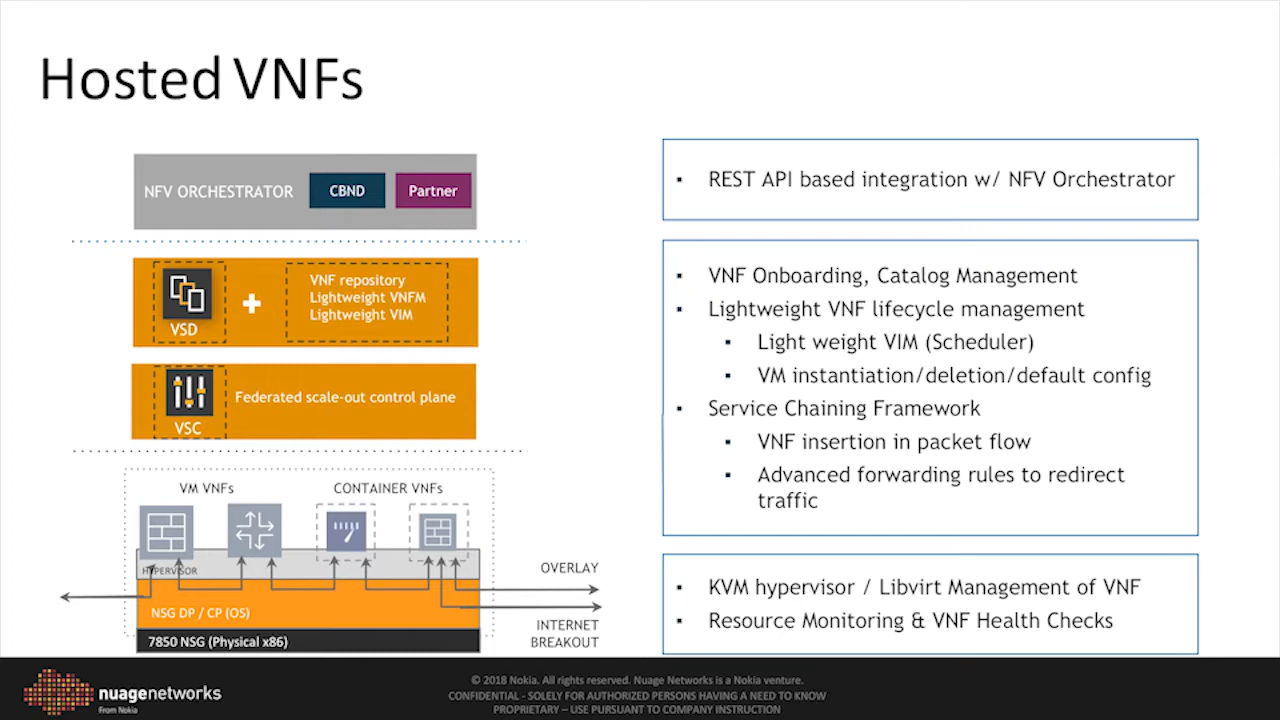 Hosted VNFs
NFV ORCHESTRATOR
CBND
Partner
VSD
VNF repository
Lightweight VNFM
Lightweight VIM
VSC
Federated scale-out control plane
VM VNFs
CONTAINER VNFs
HYPERVISOR
NSG DP / CP (OS)
7850 NSG (Physical x86)
OVERLAY
INTERNET
BREAKOUT
▪ REST API based integration w/ NFV Orchestrator
▪ VNF Onboarding, Catalog Management
▪ Lightweight VNF lifecycle management
▪ Light weight VIM (Scheduler)
▪ VM instantiation/deletion/default config
▪ Service Chaining Framework
▪ VNF insertion in packet flow
▪ Advanced forwarding rules to redirect
traffic
▪ KVM hypervisor / Libvirt Management of VNF
▪ Resource Monitoring & VNF Health Checks
nuagenetworks
From Nokia
© 2018 Nokia. All rights reserved. Nuage Networks is a Nokia venture.
CONFIDENTIAL - SOLELY FOR AUTHORIZED PERSONS HAVING A NEED TO KNOW
PROPRIETARY – USE PURSUANT TO COMPANY INSTRUCTION